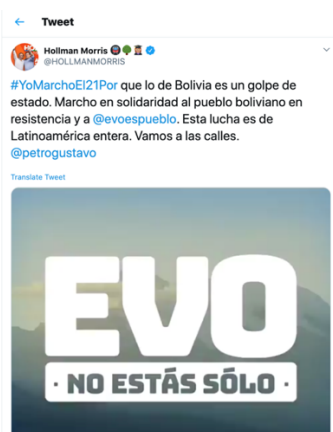 Tweet
Hollman Morris
@HOLLMANMORRIS
#YoMarchoEl21Por que lo de Bolivia es un golpe de
estado. Marcho en solidaridad al pueblo boliviano en
resistencia y a @evoespueblo. Esta lucha es de
Latinoamérica entera. Vamos a las calles.
@petrogustavo
Translate Tweet
EVO
· NO ESTÁS SÓLO ·